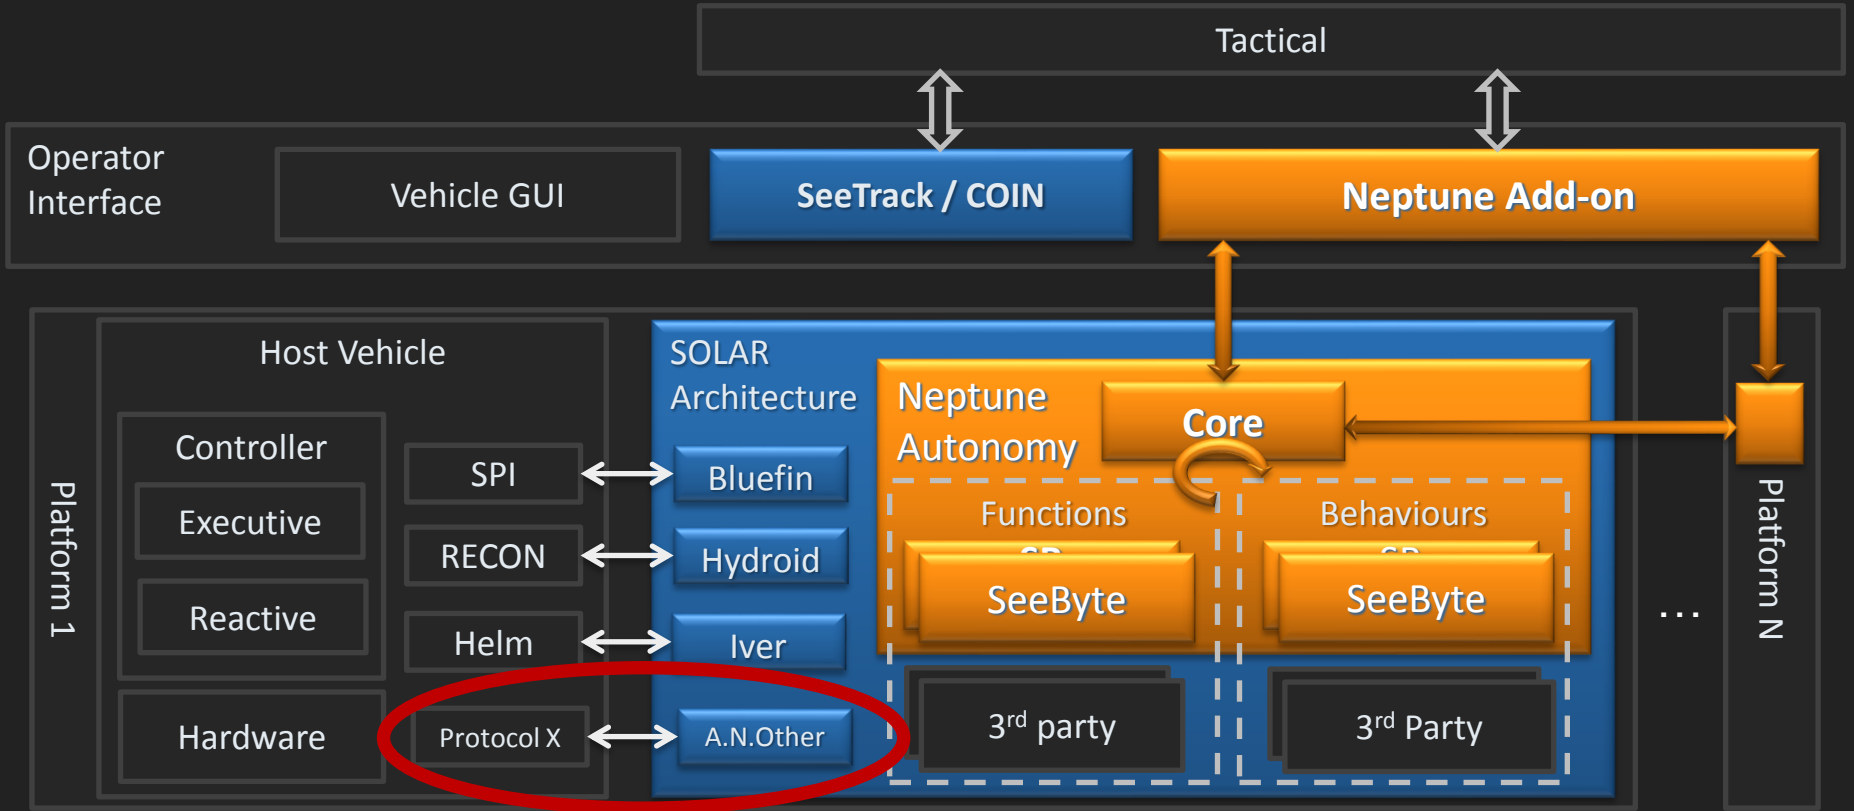 Tactical
Operator
Interface
Vehicle GUI
SeeTrack / COIN
Neptune Add-on
Platform 1
Host Vehicle
Controller
Executive
Reactive
Hardware
SPI
RECON
Helm
Protocol X
SOLAR
Architecture
Bluefin
Hydroid
Iver
A.N.Other
Neptune
Autonomy
Core
Functions
SeeByte
3rd party
Behaviours
SeeByte
3rd Party
...
Platform N